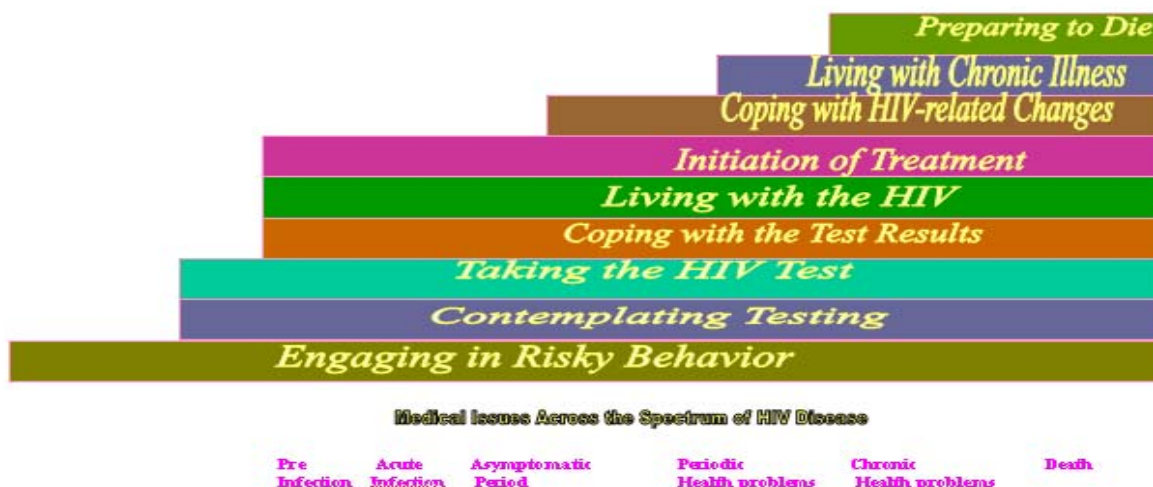 Preparing to Die
Living with Chronic Illness
Coping with HIV-related Changes
Initiation of Treatment
Living with the HIV
Coping with the Test Results
Taking the HIV Test
Contemplating Testing
Engaging in Risky Behavior
Medical Issues Across the Spectrum of HIV Disease
Pre Acute Asymptomatic Periodic Chronic Death
Infection Infection Period Health problems Health problems